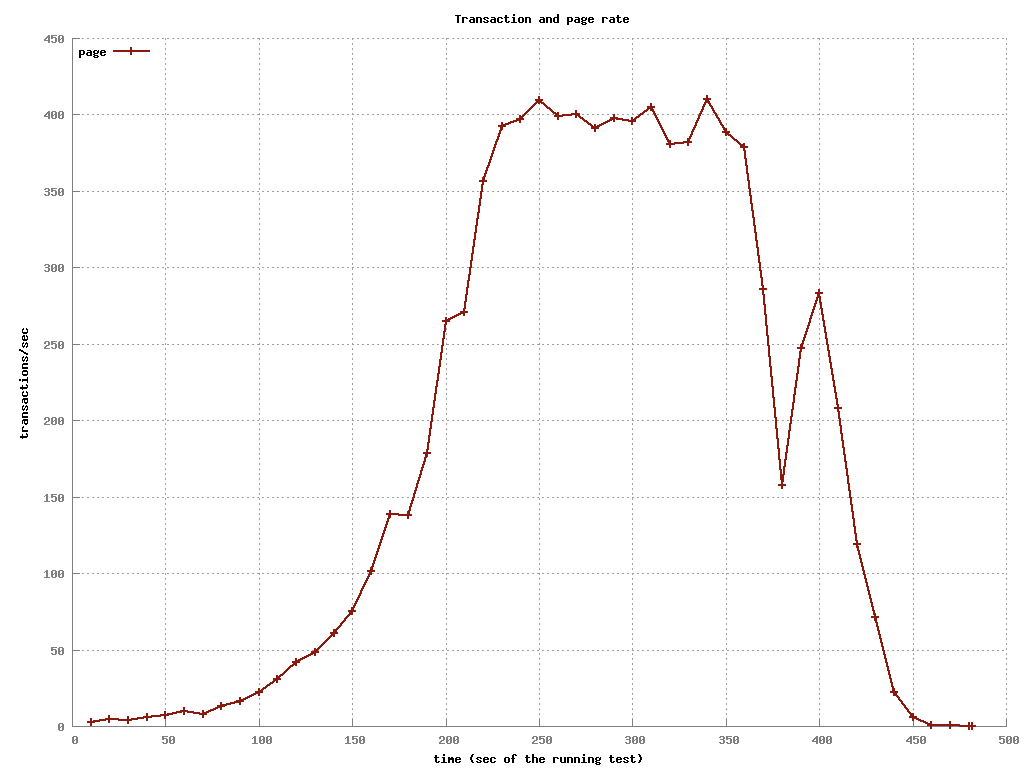 Transaction and page rate
450
page
400
350
300
250
transactions/sec
200
150
100
50
0
0 50 100 150 200 250 300 350 400 450 500
time (sec of the running test)